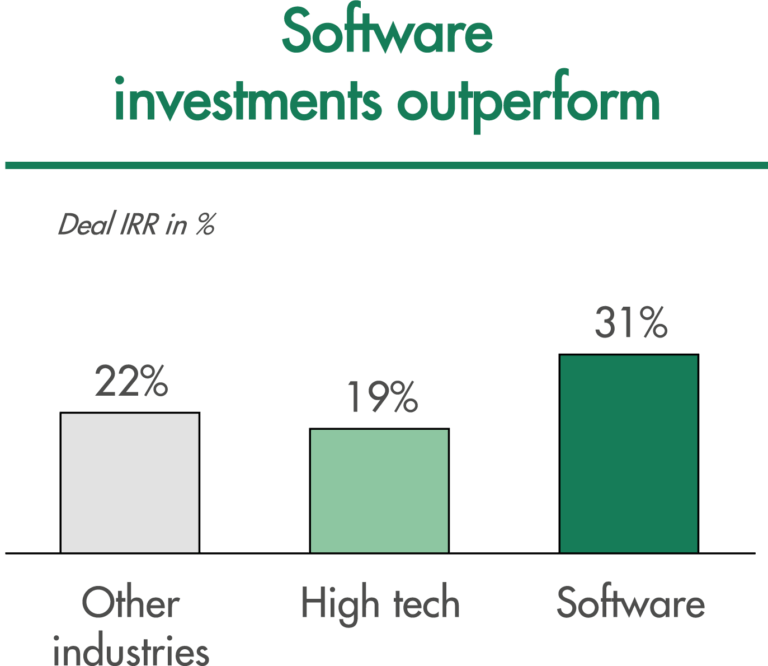 Software
investments outperform
Deal IRR in %
22%
19%
31%
Other
industries
High tech
Software